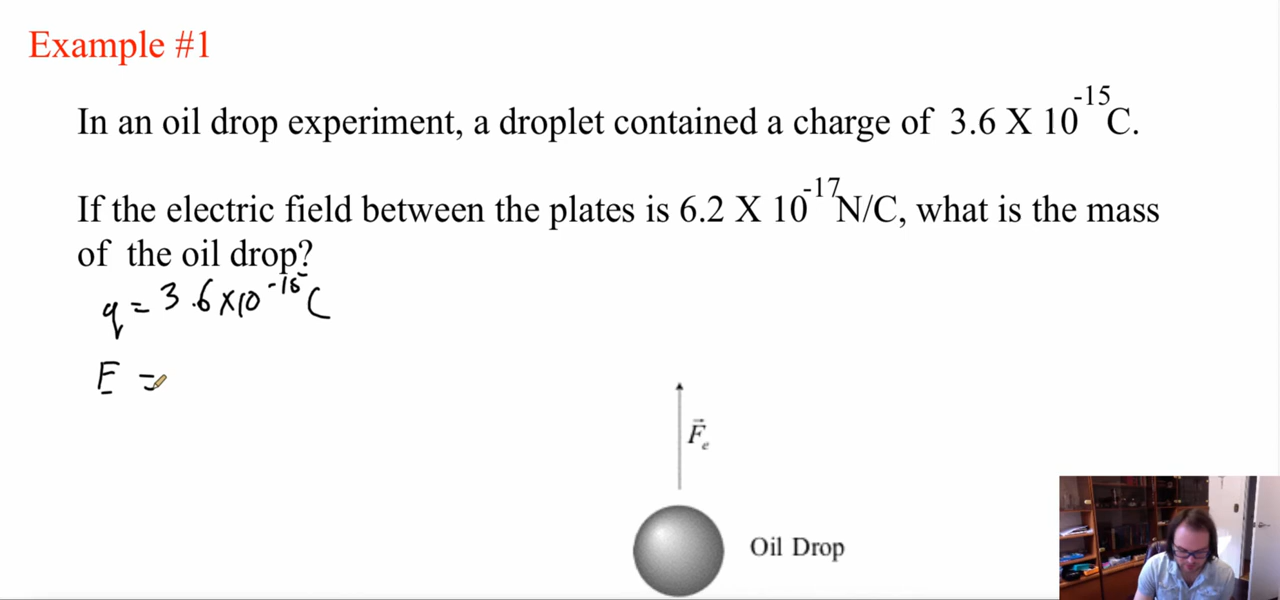 Example #1
In an oil drop experiment, a droplet contained a charge of 3.6 X 10⁻¹⁵C.
If the electric field between the plates is 6.2 X 10⁻¹⁷N/C, what is the mass
of the oil drop?
q = 3.6 x10⁻¹⁵ C
E =
F⃗ₑ
Oil Drop